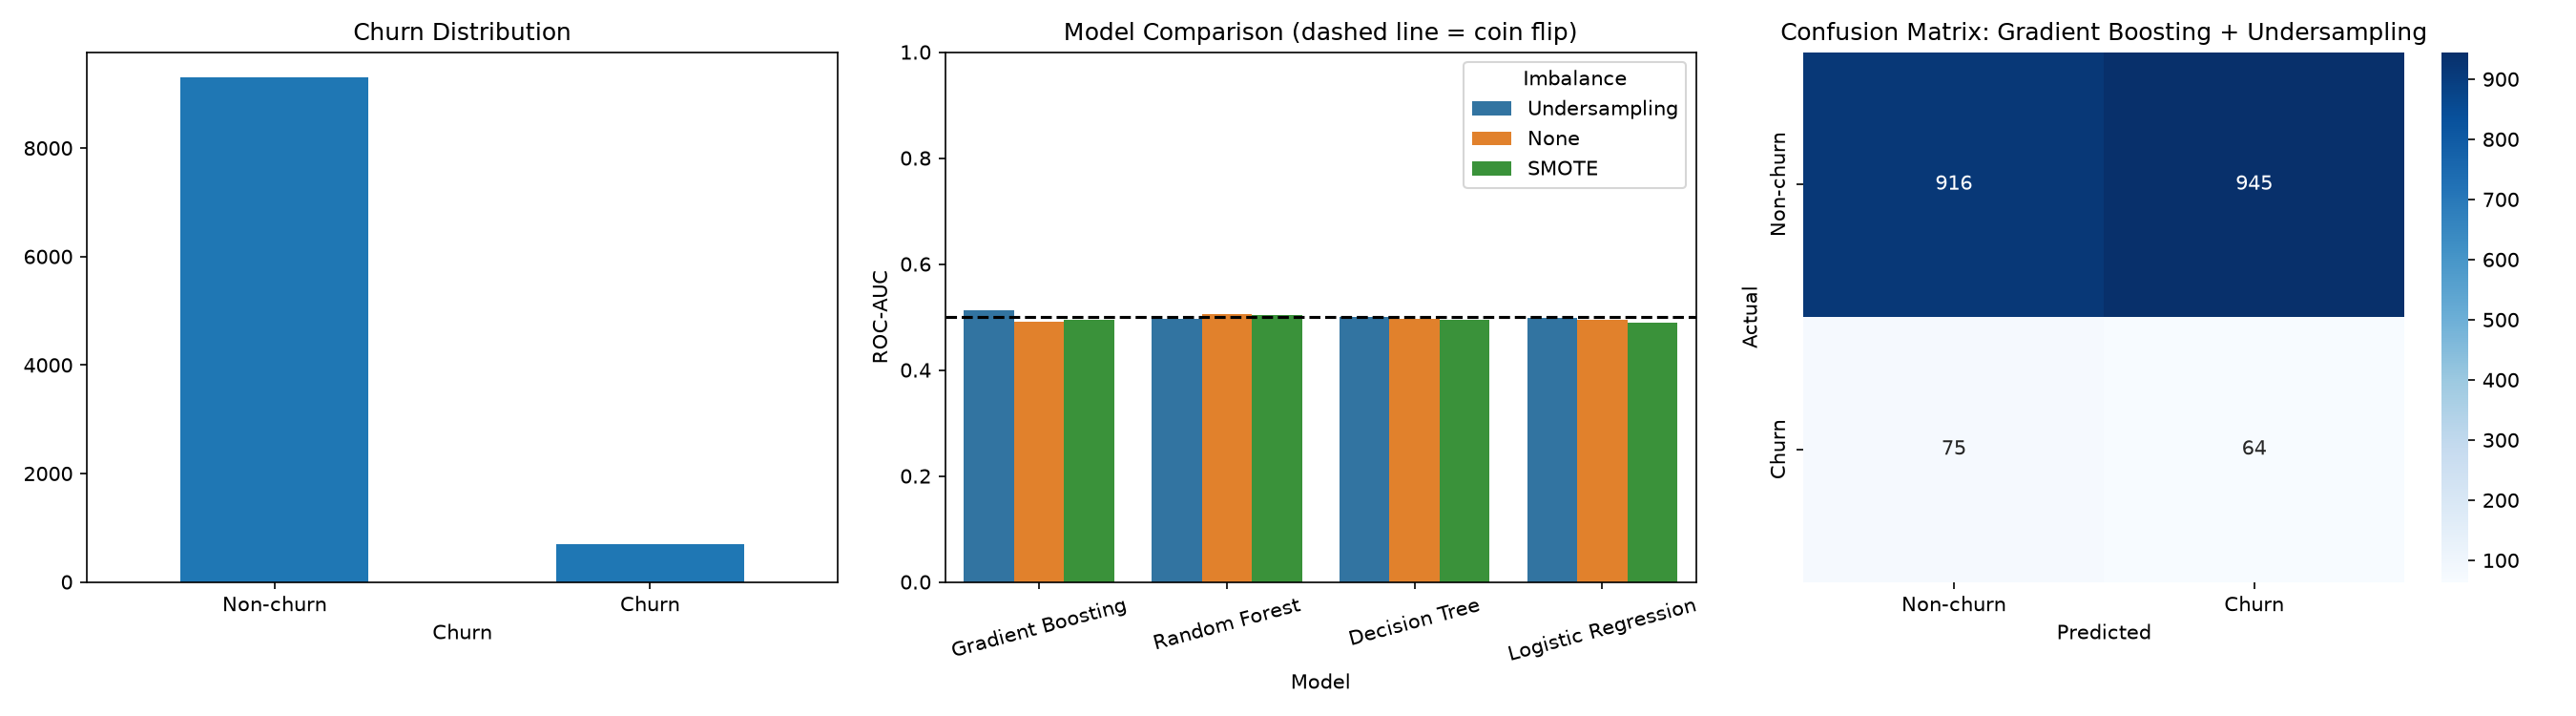 Churn Distribution
8000
6000
4000
2000
0
Non-churn
Churn
Churn
Model Comparison (dashed line = coin flip)
ROC-AUC
1.0
0.8
0.6
0.4
0.2
0.0
Imbalance
Undersampling
None
SMOTE
Gradient Boosting
Random Forest
Decision Tree
Logistic Regression
Model
Confusion Matrix: Gradient Boosting + Undersampling
Actual
Non-churn
Churn
916
945
75
64
Non-churn
Churn
Predicted
900
800
700
600
500
400
300
200
100